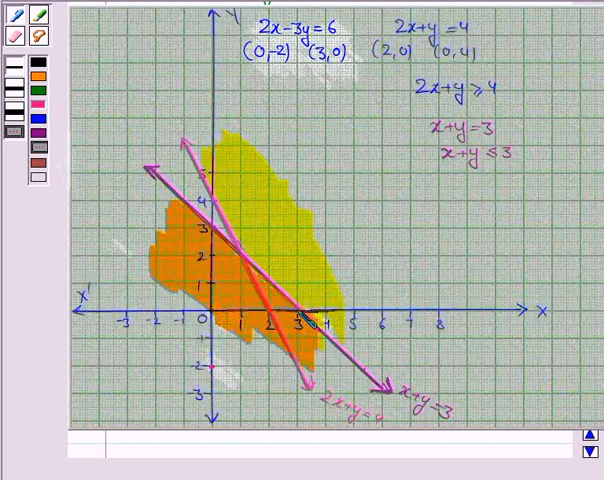 Y
2x-3y=6
2x+y=4
(0,-2) (3,0)
(2,0) (0,4)
2x+y ≥ 4
x+y=3
x+y ≤ 3
5
4
3
2
1
X' -3 -2 -1 0 1 2 3 4 5 6 7 8 X
-1
-2
-3
2x+y=4
x+y=3